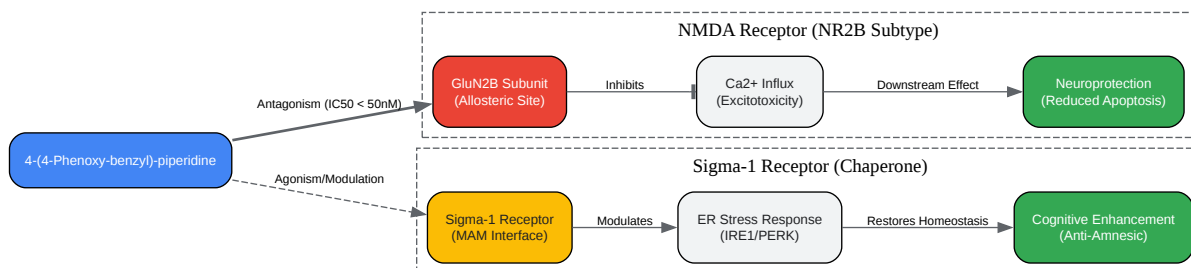 NMDA Receptor (NR2B Subtype)
GluN2B Subunit
(Allosteric Site)
Inhibits
Ca2+ Influx
(Excitotoxicity)
Downstream Effect
Neuroprotection
(Reduced Apoptosis)
Antagonism (IC50 < 50nM)
4-(4-Phenoxy-benzyl)-piperidine
Agonism/Modulation
Sigma-1 Receptor (Chaperone)
Sigma-1 Receptor
(MAM Interface)
Modulates
ER Stress Response
(IRE1/PERK)
Restores Homeostasis
Cognitive Enhancement
(Anti-Amnesic)